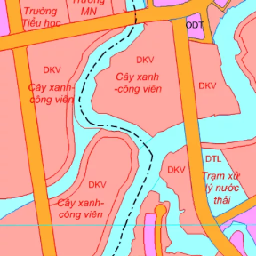 Trường
Tiểu học
Trường
MN
ODT
DKV
Cây xanh
-công viên
DKV
Cây xanh
-công viên
DKV
DTL
Trạm xử
lý nước
thải
DKV
DKV
Cây xanh-
công viên